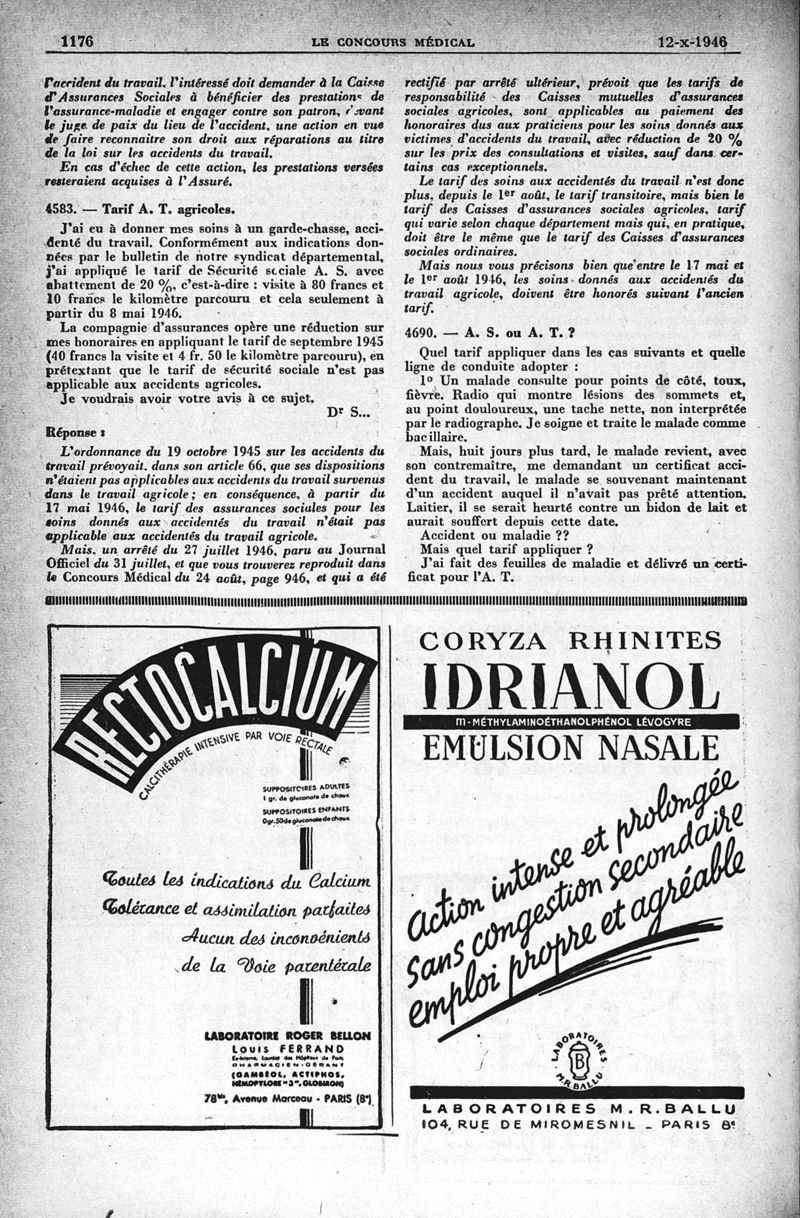 1176
LE CONCOURS MÉDICAL
12-x-1946
l'accident du travail, l'intéressé doit demander à la Caisse
d'Assurances Sociales à bénéficier des prestations de
l'assurance-maladie et engager contre son patron, devant
le juge de paix du lieu de l'accident, une action en vue
de faire reconnaitre son droit aux réparations au titre
de la loi sur les accidents du travail.
En cas d'échec de cette action, les prestations versées
resteraient acquises à l'Assuré.
4583. — Tarif A. T. agricoles.
J'ai eu à donner mes soins à un garde-chasse, acci-
denté du travail. Conformément aux indications don-
nées par le bulletin de notre syndicat départemental,
j'ai appliqué le tarif de Sécurité sociale A. S. avec
abattement de 20 %, c'est-à-dire : visite à 80 francs et
10 francs le kilomètre parcouru et cela seulement à
partir du 8 mai 1946.
La compagnie d'assurances opère une réduction sur
mes honoraires en appliquant le tarif de septembre 1945
(40 francs la visite et 4 fr. 50 le kilomètre parcouru), en
prétextant que le tarif de sécurité sociale n'est pas
applicable aux accidents agricoles.
Je voudrais avoir votre avis à ce sujet.
Dr S...
Réponse :
L'ordonnance du 19 octobre 1945 sur les accidents du
travail prévoyait, dans son article 66, que ses dispositions
n'étaient pas applicables aux accidents du travail survenus
dans le travail agricole ; en conséquence, à partir du
17 mai 1946, le tarif des assurances sociales pour les
soins donnés aux accidentés du travail n'était pas
applicable aux accidentés du travail agricole.
Mais, un arrêté du 27 juillet 1946, paru au Journal
Officiel du 31 juillet, et que vous trouverez reproduit dans
le Concours Médical du 24 août, page 946, et qui a été
rectifié par arrêté ultérieur, prévoit que les tarifs de
responsabilité des Caisses mutuelles d'assurances
sociales agricoles, sont applicables au paiement des
honoraires dus aux praticiens pour les soins donnés aux
victimes d'accidents du travail, avec réduction de 20 %
sur les prix des consultations et visites, sauf dans cer-
tains cas exceptionnels.
Le tarif des soins aux accidentés du travail n'est donc
plus, depuis le 1er août, le tarif transitoire, mais bien le
tarif des Caisses d'assurances sociales agricoles, tarif
qui varie selon chaque département mais qui, en pratique,
doit être le même que le tarif des Caisses d'assurances
sociales ordinaires.
Mais nous vous précisons bien que entre le 17 mai et
le 1er août 1946, les soins donnés aux accidentés du
travail agricole, doivent être honorés suivant l'ancien
tarif.
4690. — A. S. ou A. T. ?
Quel tarif appliquer dans les cas suivants et quelle
ligne de conduite adopter :
1° Un malade consulte pour points de côté, toux,
fièvre. Radio qui montre lésions des sommets et,
au point douloureux, une tache nette, non interprétée
par le radiographe. Je soigne et traite le malade comme
bacillaire.
Mais, huit jours plus tard, le malade revient, avec
son contremaître, me demandant un certificat acci-
dent du travail, le malade se souvenant maintenant
d'un accident auquel il n'avait pas prêté attention.
Laitier, il se serait heurté contre un bidon de lait et
aurait souffert depuis cette date.
Accident ou maladie ??
Mais quel tarif appliquer ?
J'ai fait des feuilles de maladie et délivré un certi-
ficat pour l'A. T.
RECTOCALCIUM
CALCITHÉRAPIE INTENSIVE PAR VOIE RECTALE
SUPPOSITOIRES ADULTES
1 gr. de gluconate de chaux
SUPPOSITOIRES ENFANTS
0gr.50 de gluconate de chaux
Toutes les indications du Calcium
Tolérance et assimilation parfaites
Aucun des inconvénients
de la Voie parentérale
LABORATOIRE ROGER BELLON
LOUIS FERRAND
PHARMACIEN-GÉRANT
HÉMOPYLORE "3", GLOBIRON)
78bis, Avenue Marceau - PARIS (8e)
CORYZA RHINITES
IDRIANOL
m-MÉTHYLAMINOÉTHANOLPHÉNOL LÉVOGYRE
EMULSION NASALE
Action intense et prolongée
sans congestion secondaire
emploi propre et agréable
LABORATOIRES
B
M.R.BALLU
LABORATOIRES M.R.BALLU
104, RUE DE MIROMESNIL _ PARIS 8e